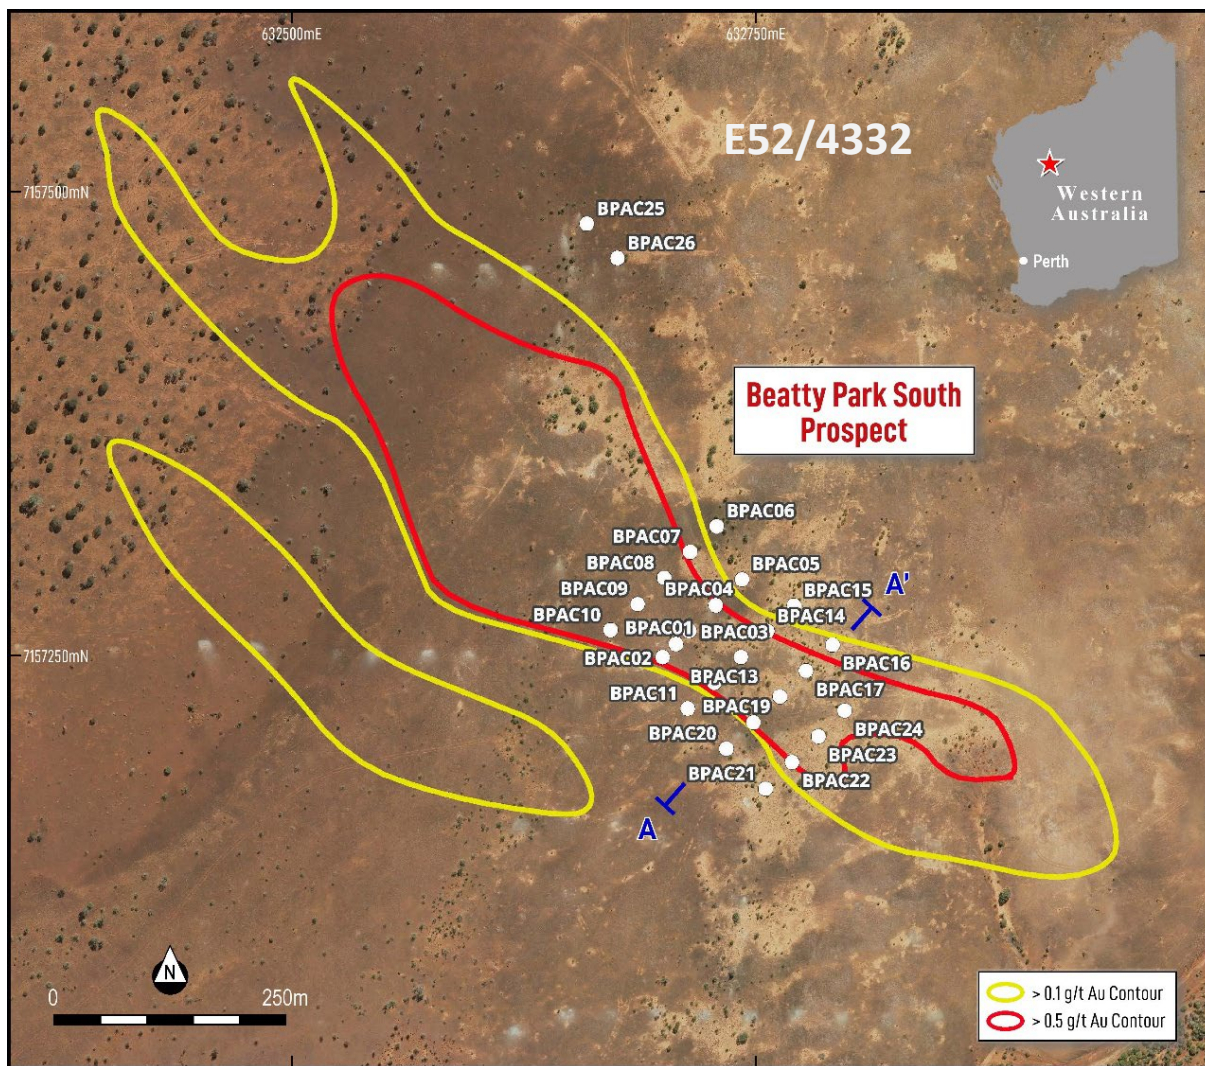 632500mE
632750mE
E52/4332
7157500mN
Western
Australia
Perth
BPAC25
BPAC26
Beatty Park South
Prospect
BPAC06
BPAC07
BPAC08
BPAC05
BPAC09
BPAC04
BPAC15
A'
BPAC10
BPAC01
BPAC03
BPAC14
7157250mN
BPAC02
BPAC16
BPAC13
BPAC11
BPAC17
BPAC19
BPAC20
BPAC24
BPAC23
BPAC21
BPAC22
A
N
0
250m
> 0.1 g/t Au Contour
> 0.5 g/t Au Contour